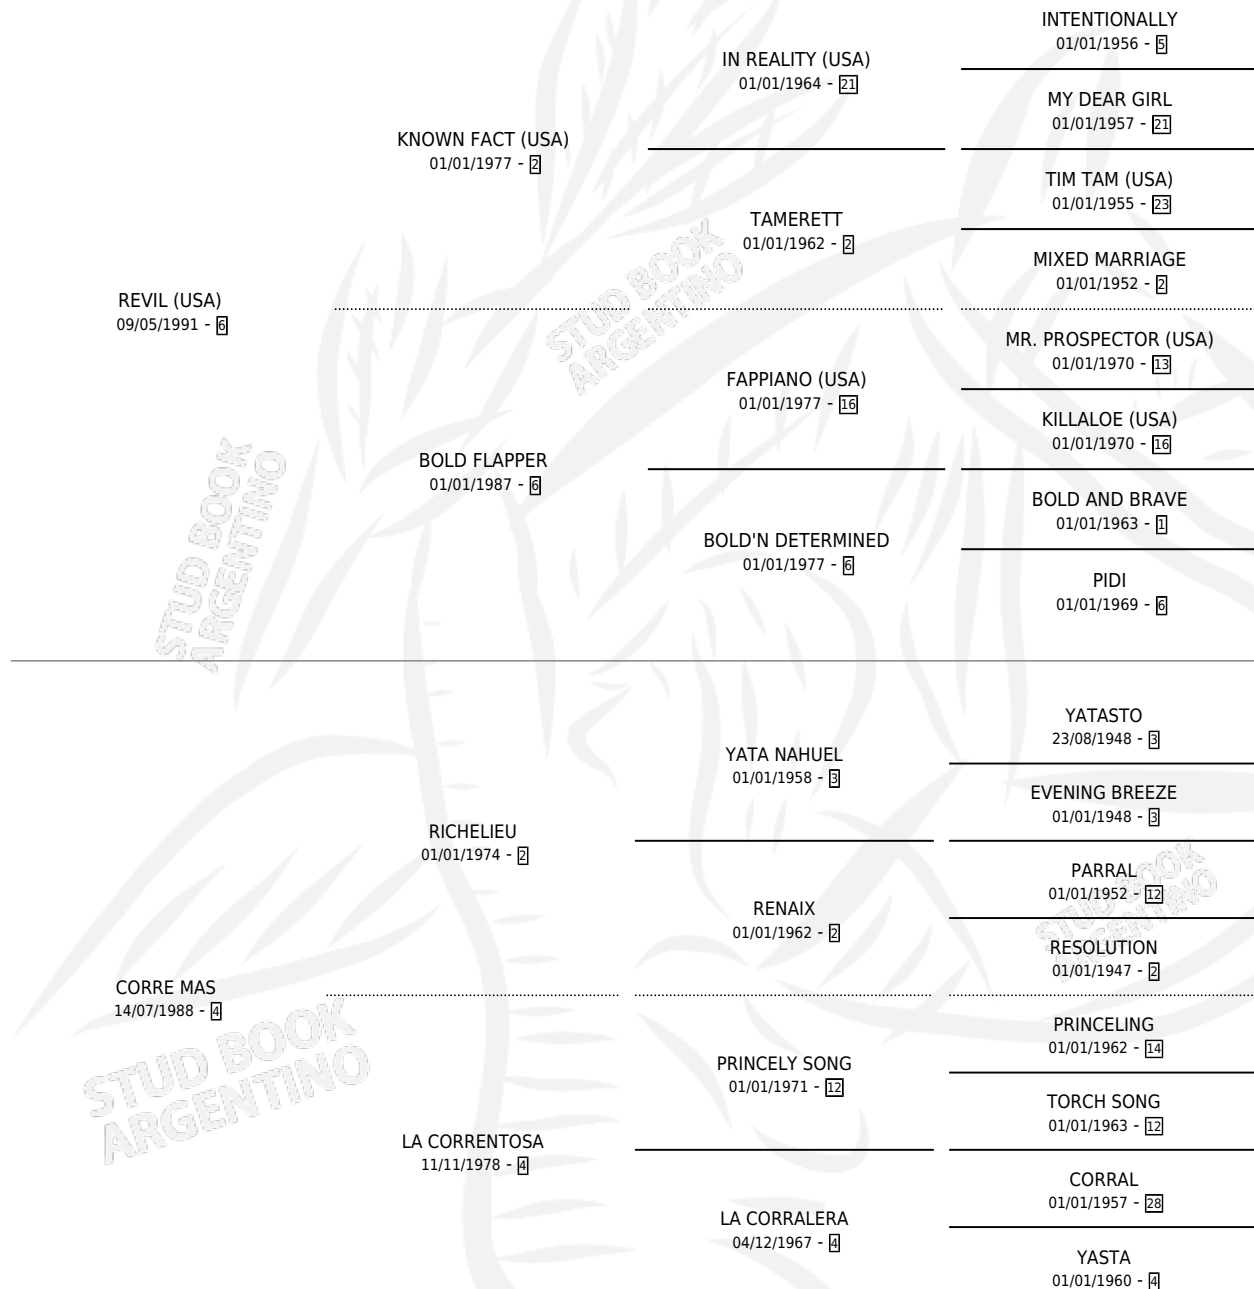 INTENTIONALLY
01/01/1956 - 5
IN REALITY (USA)
01/01/1964 - 21
MY DEAR GIRL
01/01/1957 - 21
KNOWN FACT (USA)
01/01/1977 - 2
TIM TAM (USA)
01/01/1955 - 23
TAMERETT
01/01/1962 - 2
MIXED MARRIAGE
01/01/1952 - 2
REVIL (USA)
09/05/1991 - 6
MR. PROSPECTOR (USA)
01/01/1970 - 13
FAPPIANO (USA)
01/01/1977 - 16
KILLALOE (USA)
01/01/1970 - 16
BOLD FLAPPER
01/01/1987 - 6
BOLD AND BRAVE
01/01/1963 - 1
BOLD'N DETERMINED
01/01/1977 - 6
PIDI
01/01/1969 - 6
YATASTO
23/08/1948 - 3
YATA NAHUEL
01/01/1958 - 3
EVENING BREEZE
01/01/1948 - 3
RICHELIEU
01/01/1974 - 2
PARRAL
01/01/1952 - 12
RENAIX
01/01/1962 - 2
RESOLUTION
01/01/1947 - 2
CORRE MAS
14/07/1988 - 4
PRINCELING
01/01/1962 - 14
PRINCELY SONG
01/01/1971 - 12
TORCH SONG
01/01/1963 - 12
LA CORRENTOSA
11/11/1978 - 4
CORRAL
01/01/1957 - 28
LA CORRALERA
04/12/1967 - 4
YASTA
01/01/1960 - 4
STUD BOOK
ARGENTINO
STUD BOOK
ARGENTINO
STUD BOOK
ARGENTINO
STUD BOOK
ARGENTINO